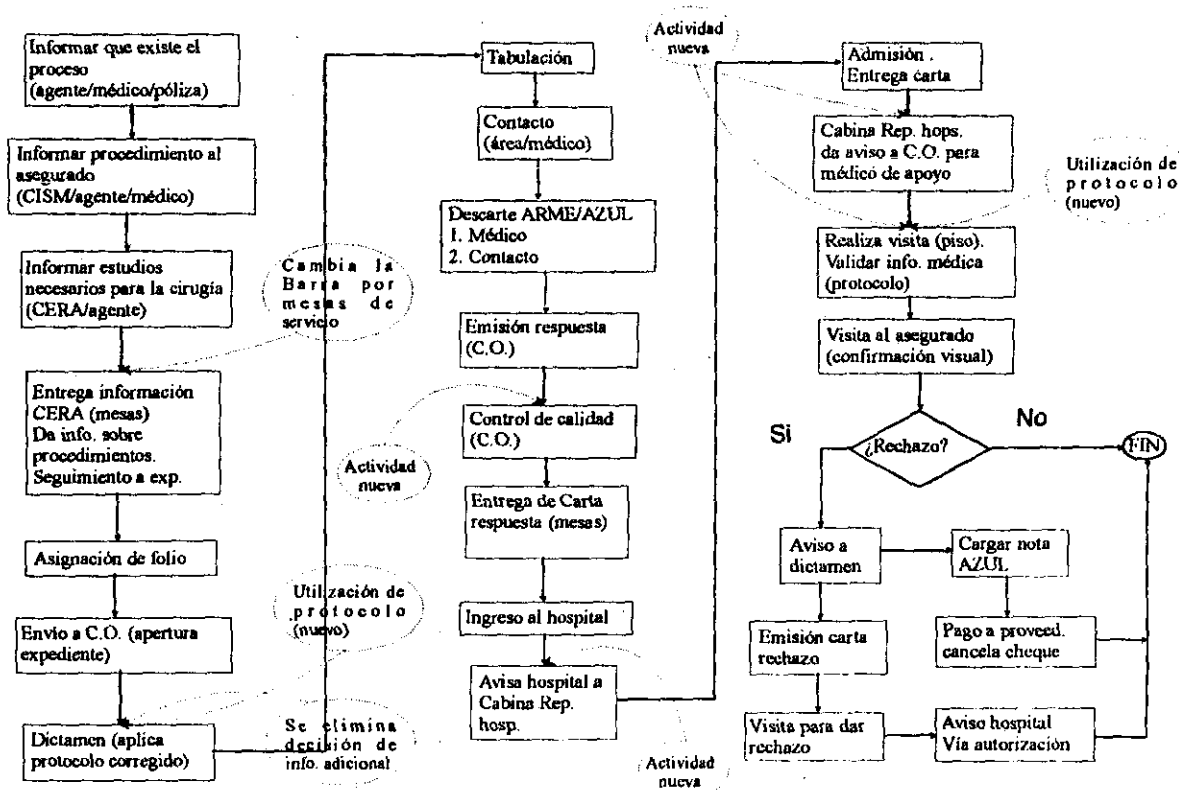 Informar que existe el
proceso
(agente/médico/póliza)
Informar procedimiento al
asegurado
(CISM/agente/médico)
Informar estudios
necesarios para la cirugía
(CERA/agente)
Cambia la
Barra por
mesas de
servicio
Entrega información
CERA (mesas)
Da info. sobre
procedimientos.
Seguimiento a exp.
Asignación de folio
Envío a C.O. (apertura
expediente)
Dictamen (aplica
protocolo corregido)
Utilización de
protocolo
(nuevo)
Se elimina
decisión de
info. adicional
Tabulación
Contacto
(área/médico)
Descarte ARME/AZUL
1. Médico
2. Contacto
Emisión respuesta
(C.O.)
Control de calidad
(C.O.)
Actividad
nueva
Entrega de Carta
respuesta (mesas)
Ingreso al hospital
Avisa hospital a
Cabina Rep.
hosp.
Actividad
nueva
Actividad
nueva
Admisión .
Entrega carta
Cabina Rep. hops.
da aviso a C.O. para
médico de apoyo
Utilización de
protocolo
(nuevo)
Realiza visita (piso).
Validar info. médica
(protocolo)
Visita al asegurado
(confirmación visual)
Si
¿Rechazo?
No
FIN
Aviso a
dictamen
Cargar nota
AZUL
Emisión carta
rechazo
Pago a proveed.
cancela cheque
Visita para dar
rechazo
Aviso hospital
Vía autorización